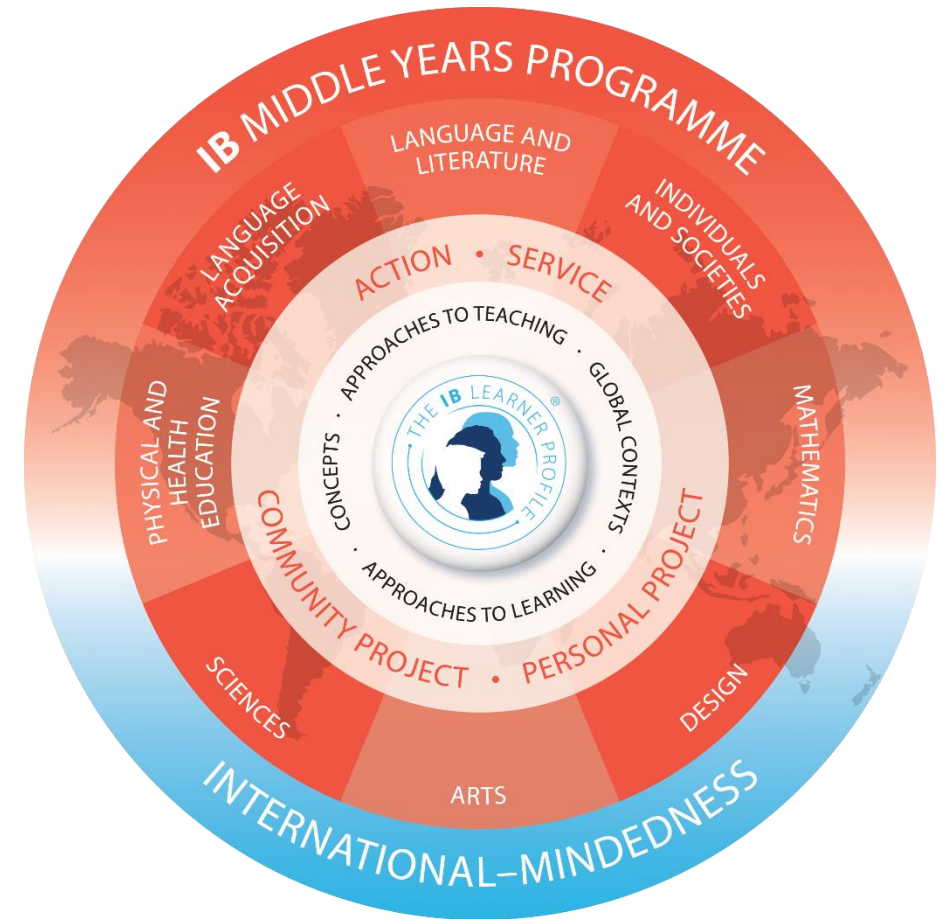 IB MIDDLE YEARS PROGRAMME
LANGUAGE AND
LITERATURE
INDIVIDUALS
AND SOCIETIES
MATHEMATICS
DESIGN
ARTS
SCIENCES
PHYSICAL AND
HEALTH
EDUCATION
LANGUAGE
ACQUISITION
ACTION • SERVICE
PERSONAL PROJECT
•
COMMUNITY PROJECT
APPROACHES TO TEACHING ·
GLOBAL CONTEXTS ·
APPROACHES TO LEARNING ·
CONCEPTS ·
• THE IB LEARNER PROFILE •
®
INTERNATIONAL–MINDEDNESS